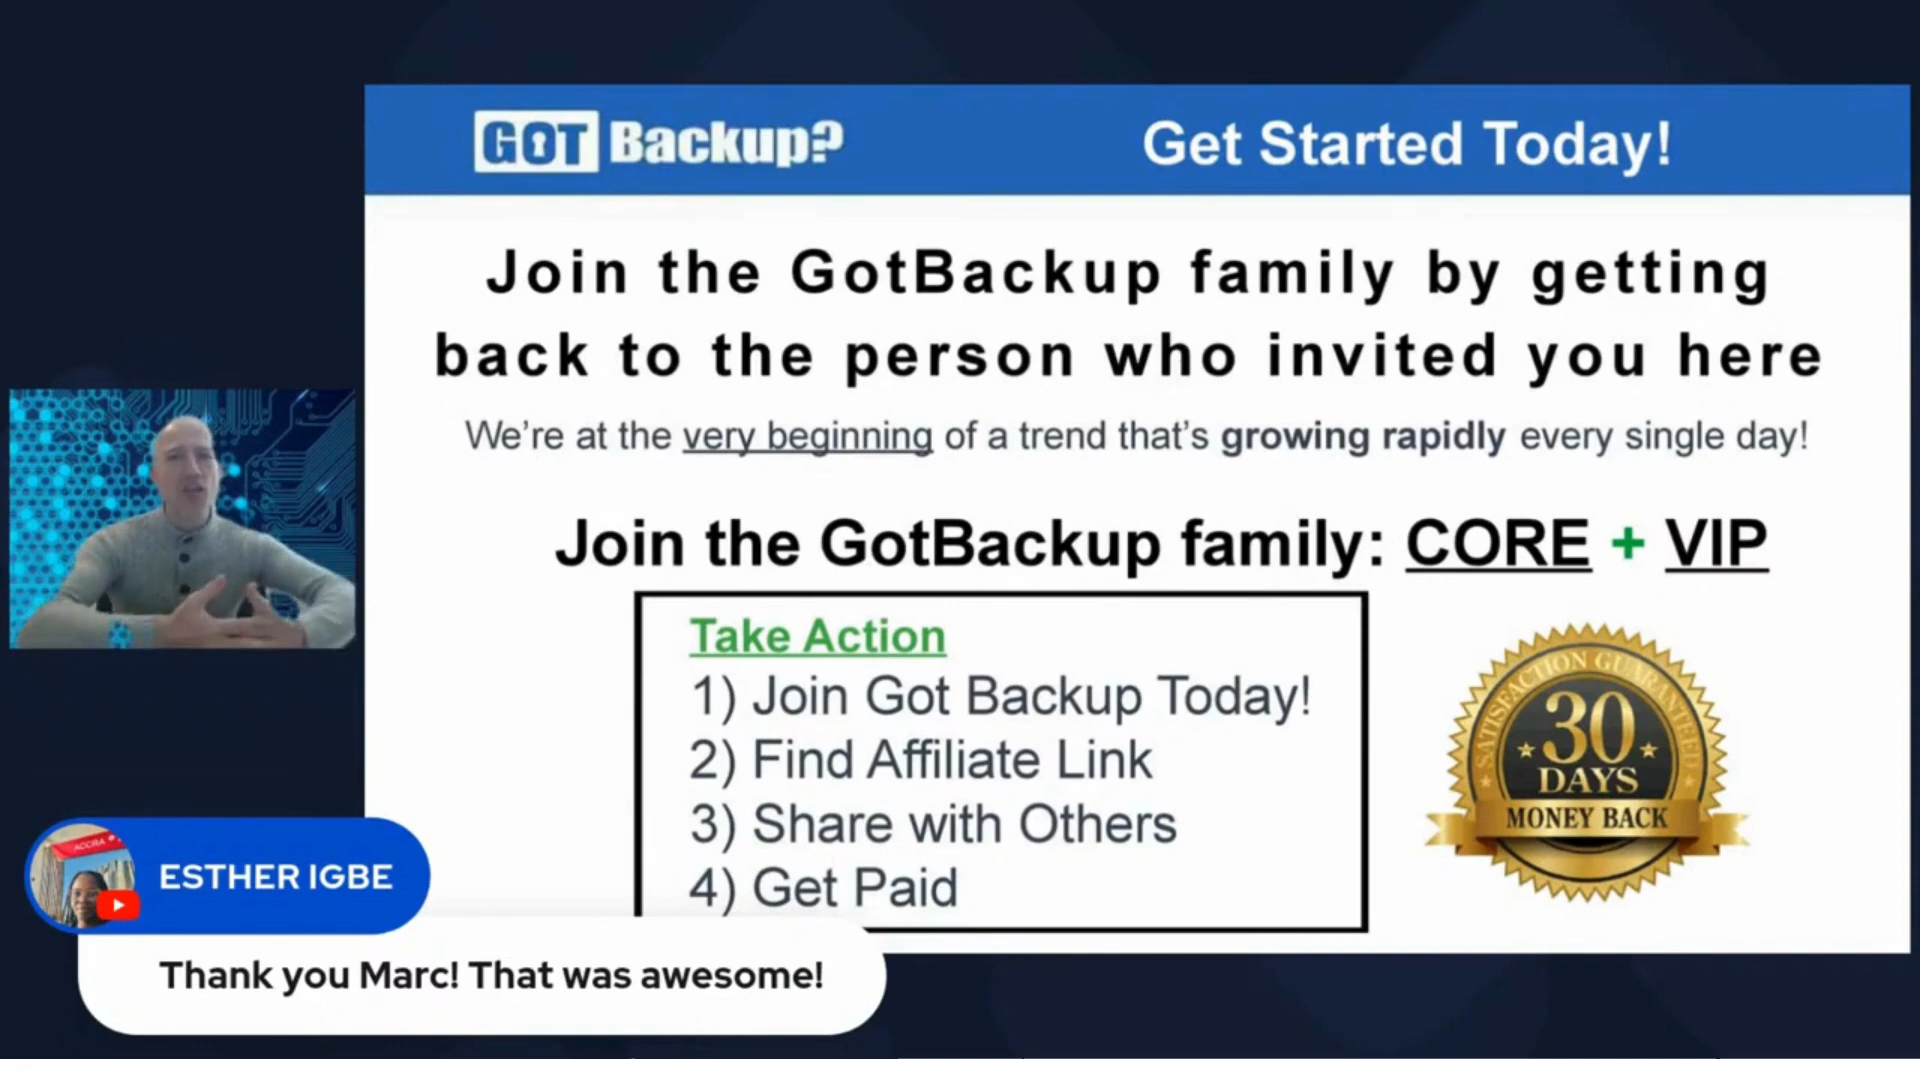 GOT Backup?
Get Started Today!
Join the GotBackup family by getting
back to the person who invited you here
We're at the very beginning of a trend that's growing rapidly every single day!
Join the GotBackup family: CORE + VIP
Take Action
1) Join Got Backup Today!
2) Find Affiliate Link
3) Share with Others
4) Get Paid
SATISFACTION GUARANTEED
30
DAYS
MONEY BACK
ACCRA
ESTHER IGBE
Thank you Marc! That was awesome!